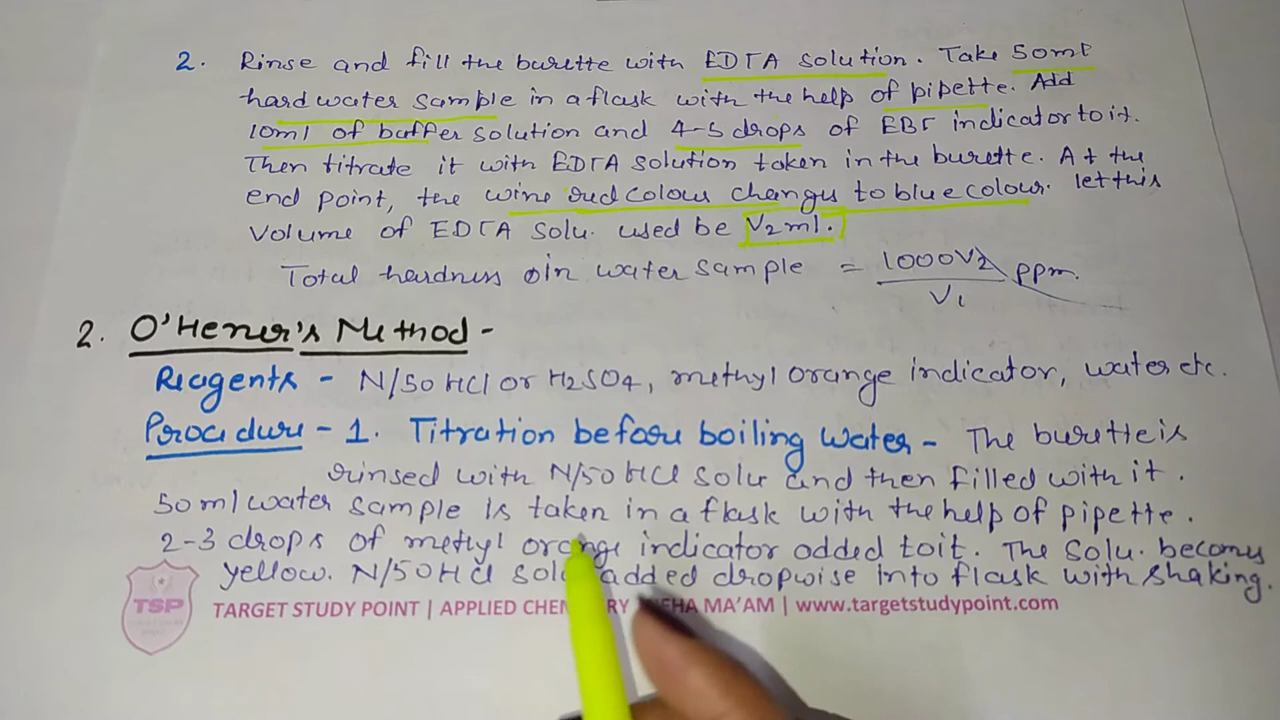 2. Rinse and fill the burette with EDTA solution. Take 50ml
hard water sample in a flask with the help of pipette. Add
10ml of buffer solution and 4-5 drops of EBT indicator to it.
Then titrate it with EDTA solution taken in the burette. At the
end point, the wine red colour changes to blue colour. let this
volume of EDTA solu. used be V2ml.
Total hardness in water sample = 1000V2/V1 ppm.
2. O'Hener's Method -
Reagents - N/50 HCl or H2SO4, methyl orange indicator, water etc.
Procedure - 1. Titration before boiling water - The burette is
rinsed with N/50 HCl solu and then filled with it.
50 ml water sample is taken in a flask with the help of pipette.
2-3 drops of methyl orange indicator added to it. The solu. becomes
yellow. N/50 HCl solu added dropwise into flask with shaking.
TSP
TARGET STUDY POINT | APPLIED CHEMISTRY MA'AM | www.targetstudypoint.com